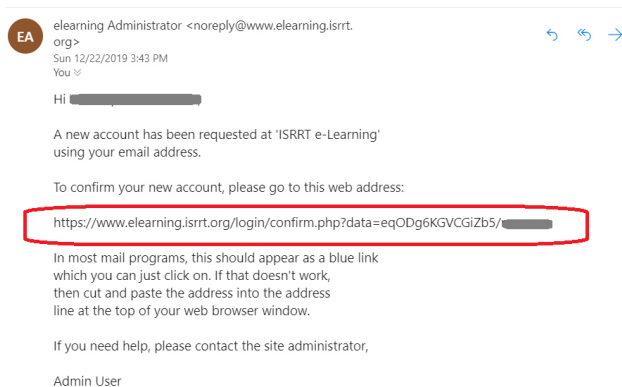 EA
elearning Administrator <noreply@www.elearning.isrrt.
org>
Sun 12/22/2019 3:43 PM
You
Hi
A new account has been requested at 'ISRRT e-Learning'
using your email address.
To confirm your new account, please go to this web address:
https://www.elearning.isrrt.org/login/confirm.php?data=eqODg6KGVCGiZb5/
In most mail programs, this should appear as a blue link
which you can just click on. If that doesn't work,
then cut and paste the address into the address
line at the top of your web browser window.
If you need help, please contact the site administrator,
Admin User